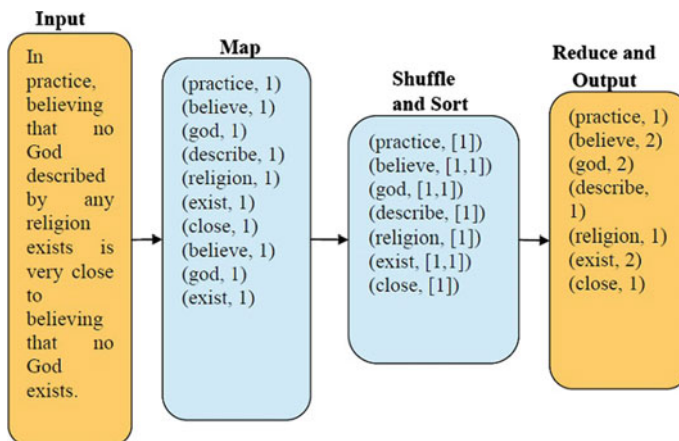 Input
In
practice,
believing
that no
God
described
by any
religion
exists is
very close
to
believing
that no
God
exists.
Map
(practice, 1)
(believe, 1)
(god, 1)
(describe, 1)
(religion, 1)
(exist, 1)
(close, 1)
(believe, 1)
(god, 1)
(exist, 1)
Shuffle
and Sort
(practice, [1])
(believe, [1,1])
(god, [1,1])
(describe, [1])
(religion, [1])
(exist, [1,1])
(close, [1])
Reduce and
Output
(practice, 1)
(believe, 2)
(god, 2)
(describe,
1)
(religion, 1)
(exist, 2)
(close, 1)